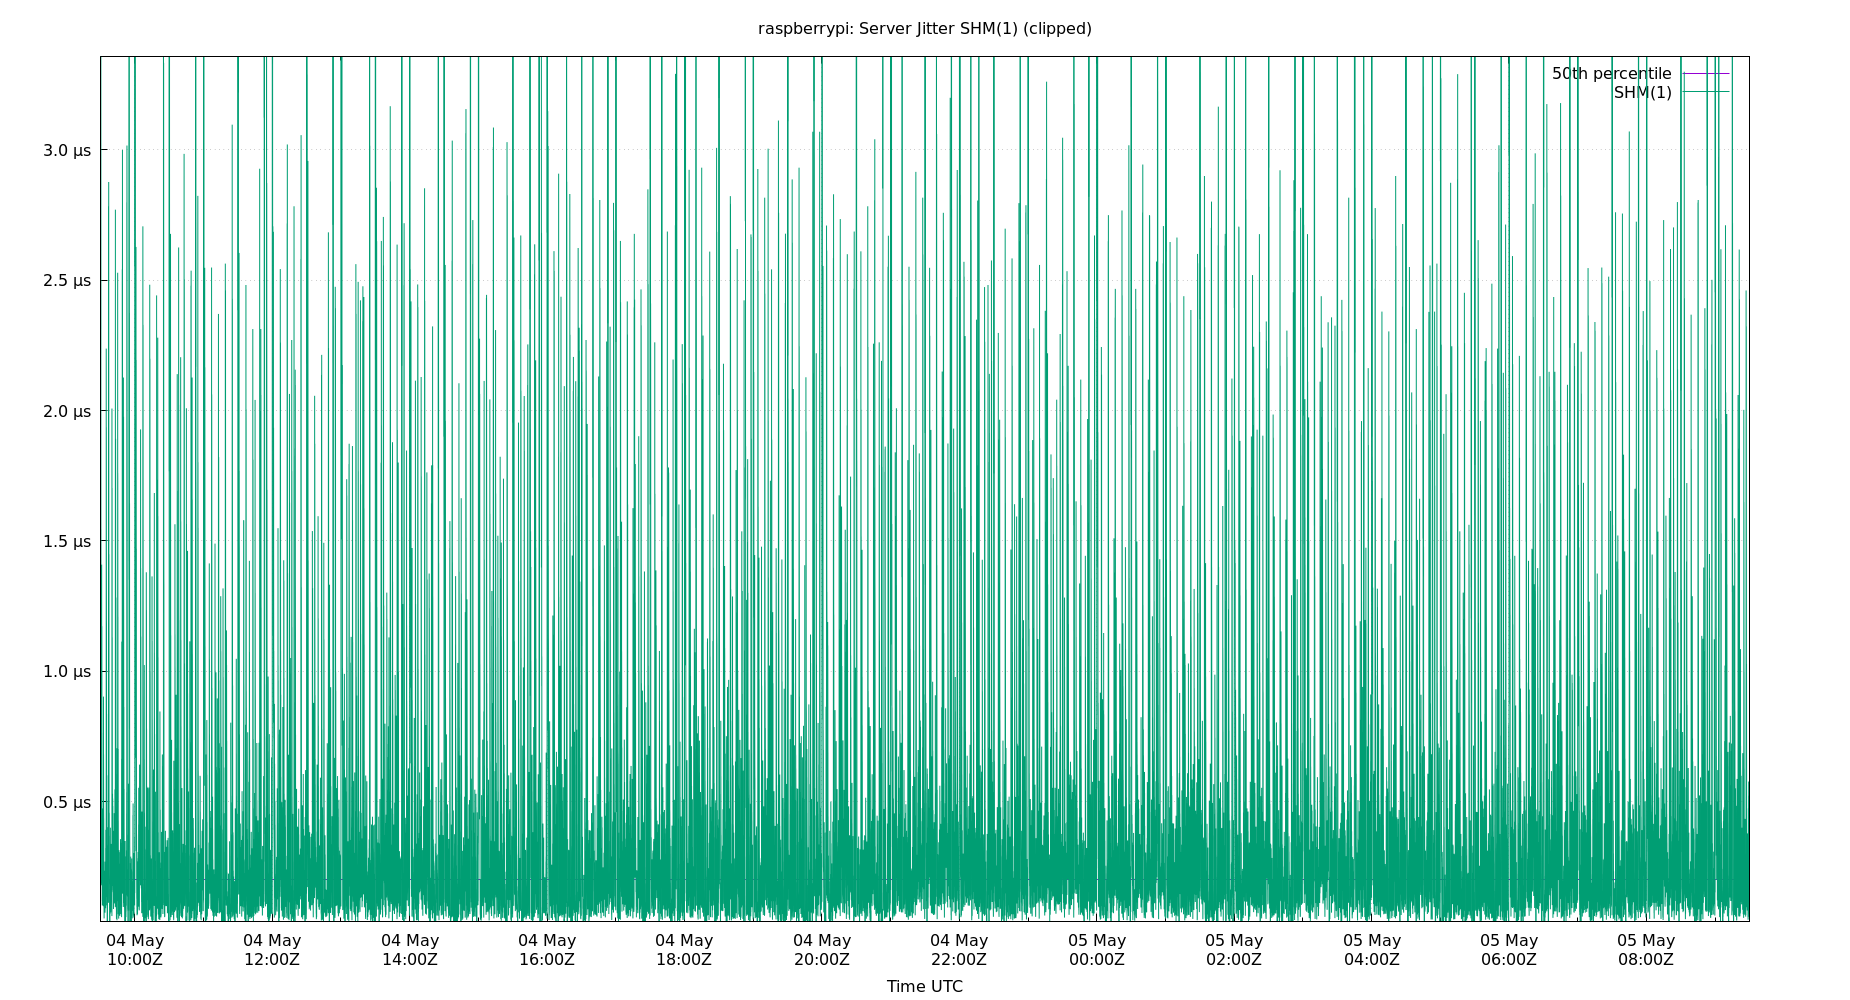 raspberrypi: Server Jitter SHM(1) (clipped)
50th percentile
SHM(1)
3.0 µs
2.5 µs
2.0 µs
1.5 µs
1.0 µs
0.5 µs
04 May 04 May 04 May 04 May 04 May 04 May 04 May 05 May 05 May 05 May 05 May 05 May
10:00Z 12:00Z 14:00Z 16:00Z 18:00Z 20:00Z 22:00Z 00:00Z 02:00Z 04:00Z 06:00Z 08:00Z
Time UTC